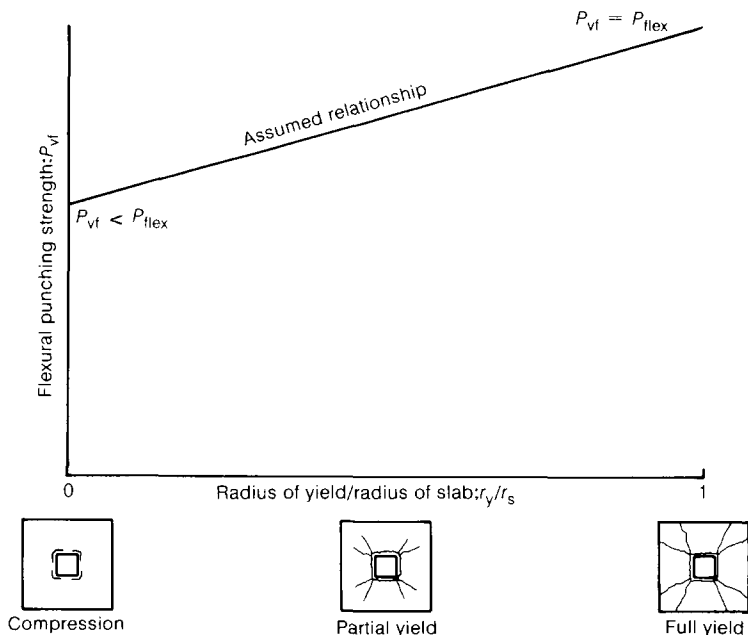 P_vf = P_flex
Assumed relationship
Flexural punching strength:P_vf
P_vf < P_flex
0
Radius of yield/radius of slab;r_y/r_s
1
Compression
Partial yield
Full yield